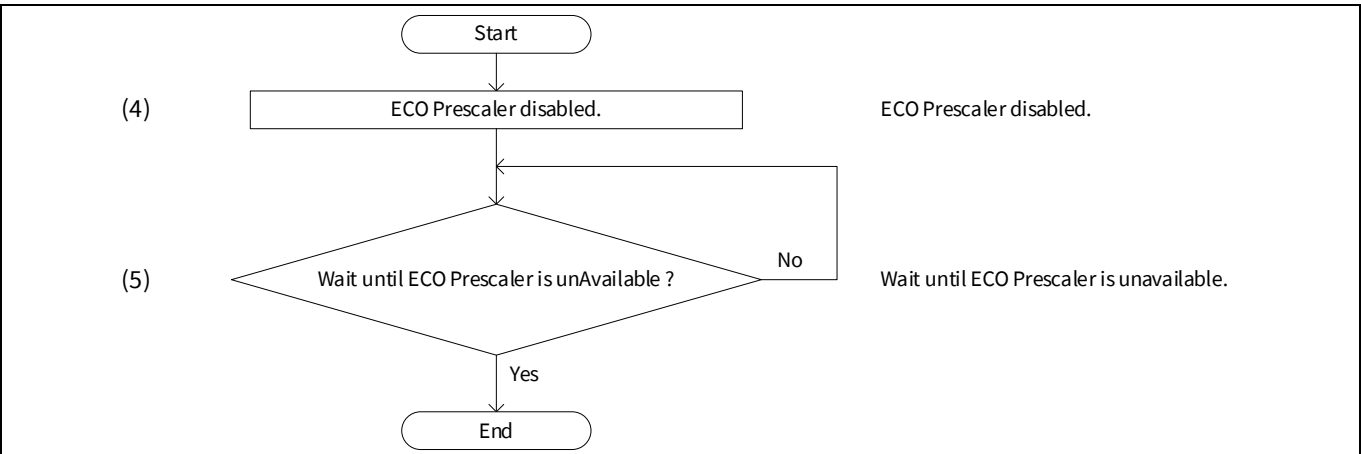 Start
(4)
ECO Prescaler disabled.
ECO Prescaler disabled.
(5)
Wait until ECO Prescaler is unAvailable ?
No
Wait until ECO Prescaler is unavailable.
Yes
End